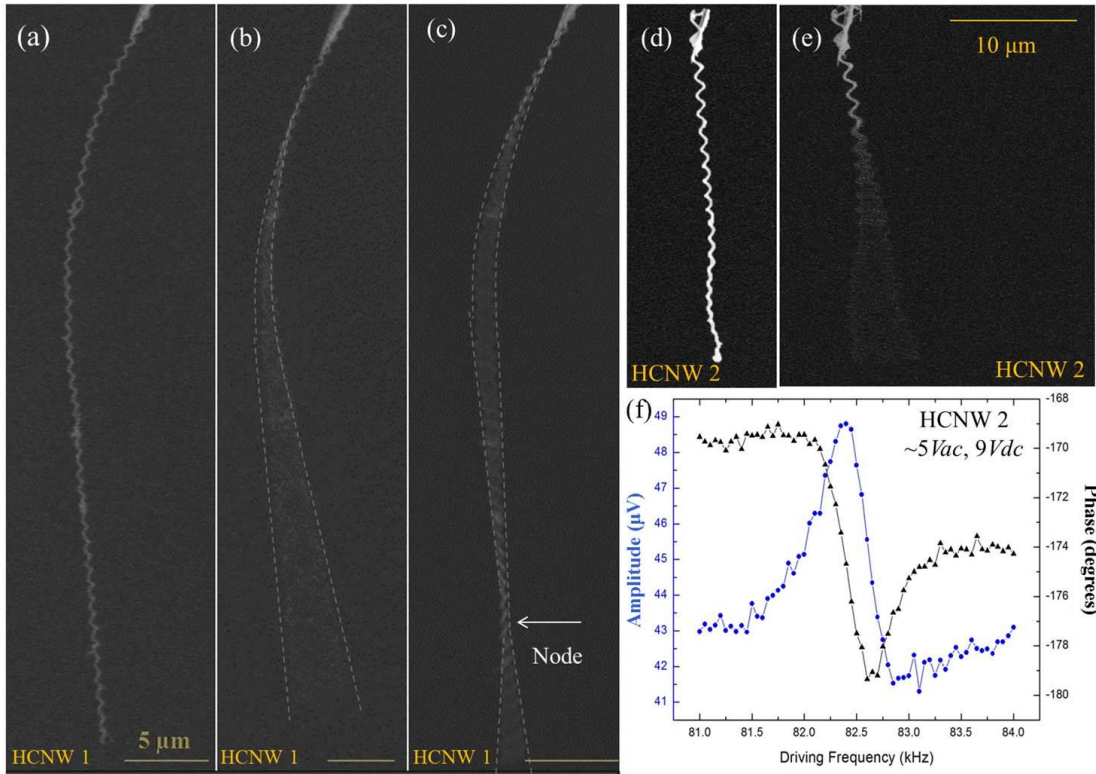 (a)
(b)
(c)
(d)
(e)
10 μm
HCNW 2
HCNW 2
Node
5 μm
HCNW 1
HCNW 1
HCNW 1
(f)
HCNW 2
~5Vac, 9Vdc
Amplitude (μV)
49
48
47
46
45
44
43
42
41
-168
-170
-172
-174
-176
-178
-180
Phase (degrees)
81.0 81.5 82.0 82.5 83.0 83.5 84.0
Driving Frequency (kHz)